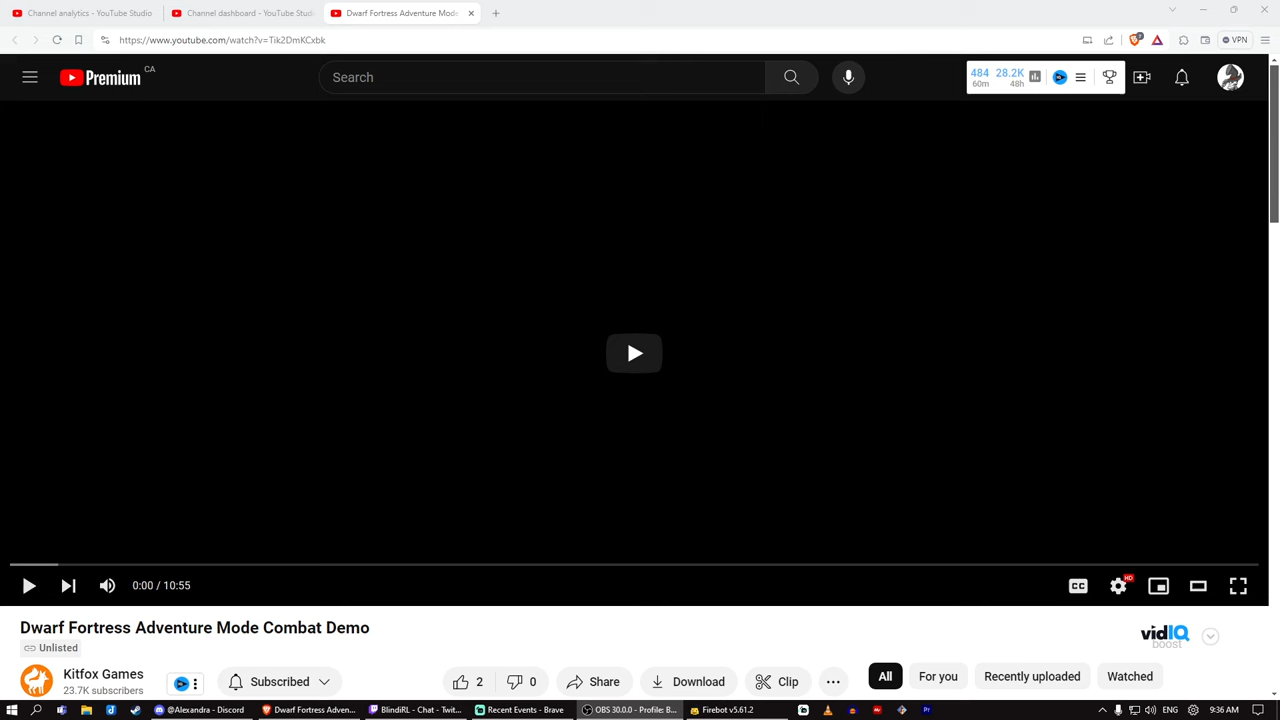 Channel analytics - YouTube Studio
Channel dashboard - YouTube Studi
Dwarf Fortress Adventure Mode
https://www.youtube.com/watch?v=Tik2DmKCxbk
VPN
Premium CA
Search
484 28.2K
60m 48h
0:00 / 10:55
CC
HD
Dwarf Fortress Adventure Mode Combat Demo
Unlisted
vidIQ
boost
Kitfox Games
23.7K subscribers
Subscribed
2
0
Share
Download
Clip
All
For you
Recently uploaded
Watched
@Alexandra - Discord
Dwarf Fortress Adven...
BlindiRL - Chat - Twit...
Recent Events - Brave
OBS 30.0.0 - Profile: B...
Firebot v5.61.2
Pr
ENG
9:36 AM